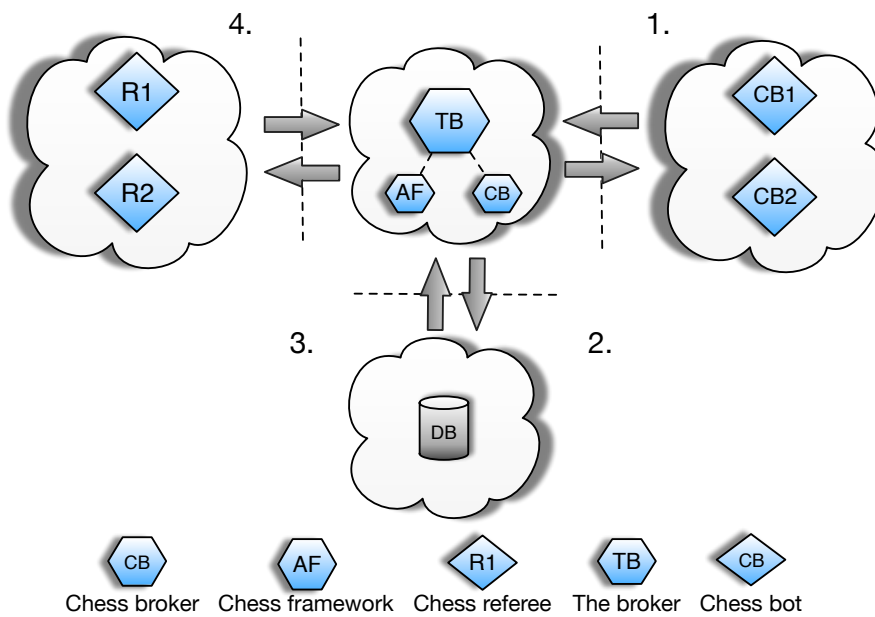 4.
1.
R1
R2
TB
AF
CB
CB1
CB2
3.
2.
DB
CB
AF
R1
TB
CB
Chess broker
Chess framework
Chess referee
The broker
Chess bot